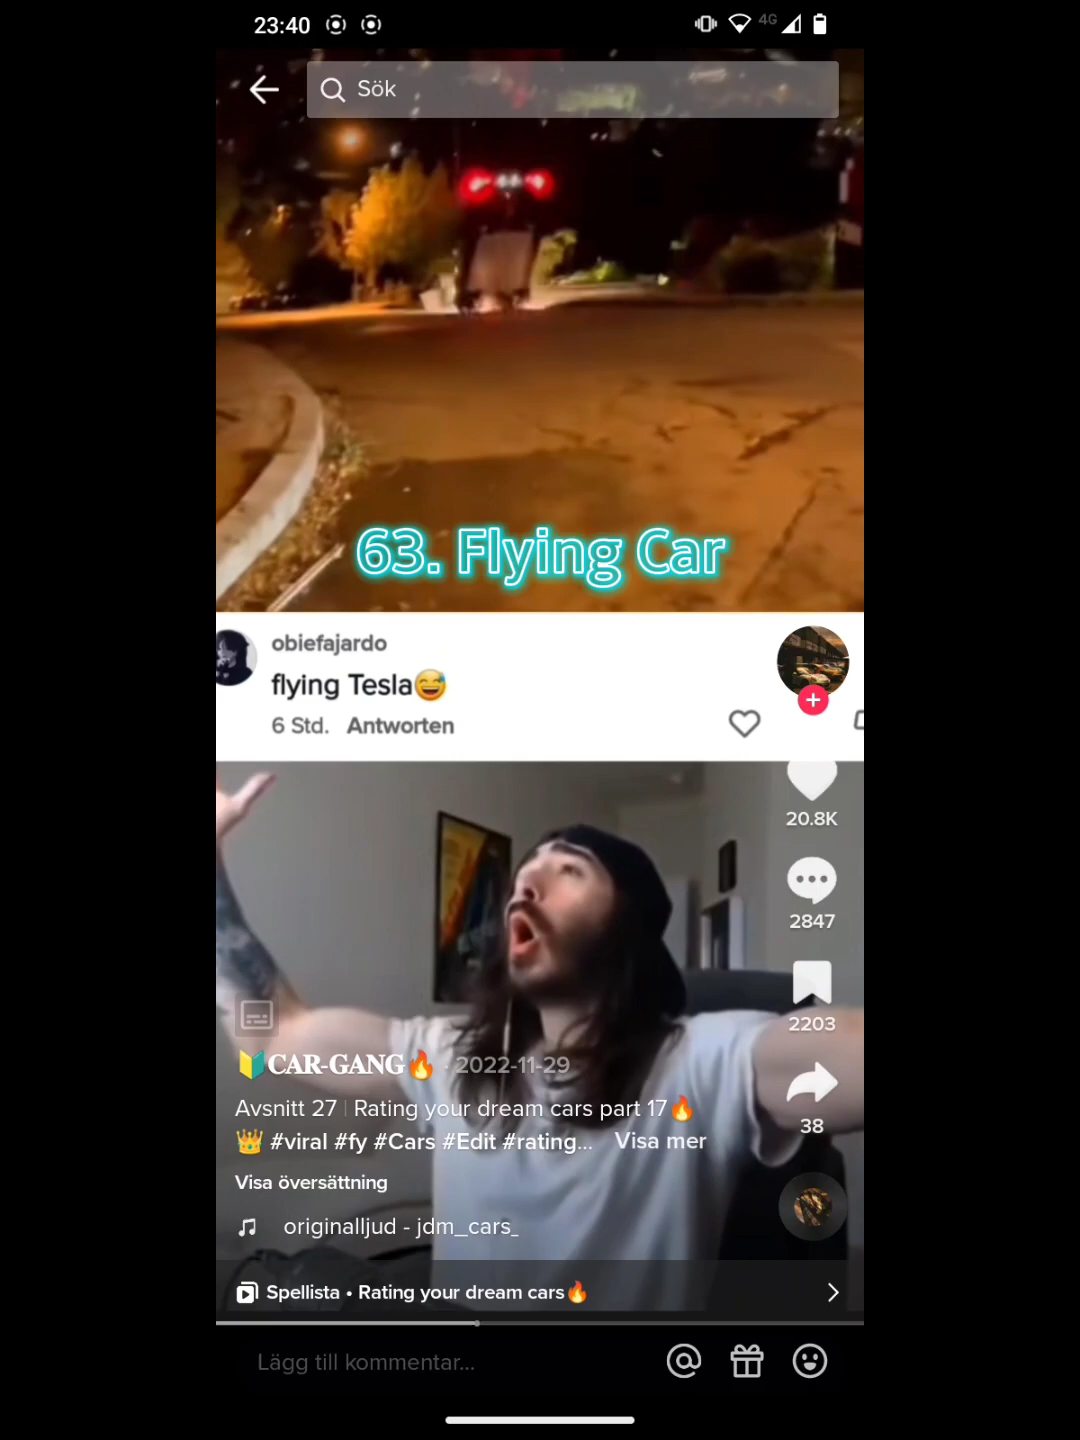 23:40
4G
Sök
63. Flying Car
obiefajardo
flying Tesla😅
6 Std. Antworten
20.8K
2847
2203
🔰CAR-GANG🔥 · 2022-11-29
Avsnitt 27 | Rating your dream cars part 17🔥
👑 #viral #fy #Cars #Edit #rating... Visa mer
38
Visa översättning
originalljud - jdm_cars_
Spellista • Rating your dream cars🔥
Lägg till kommentar...